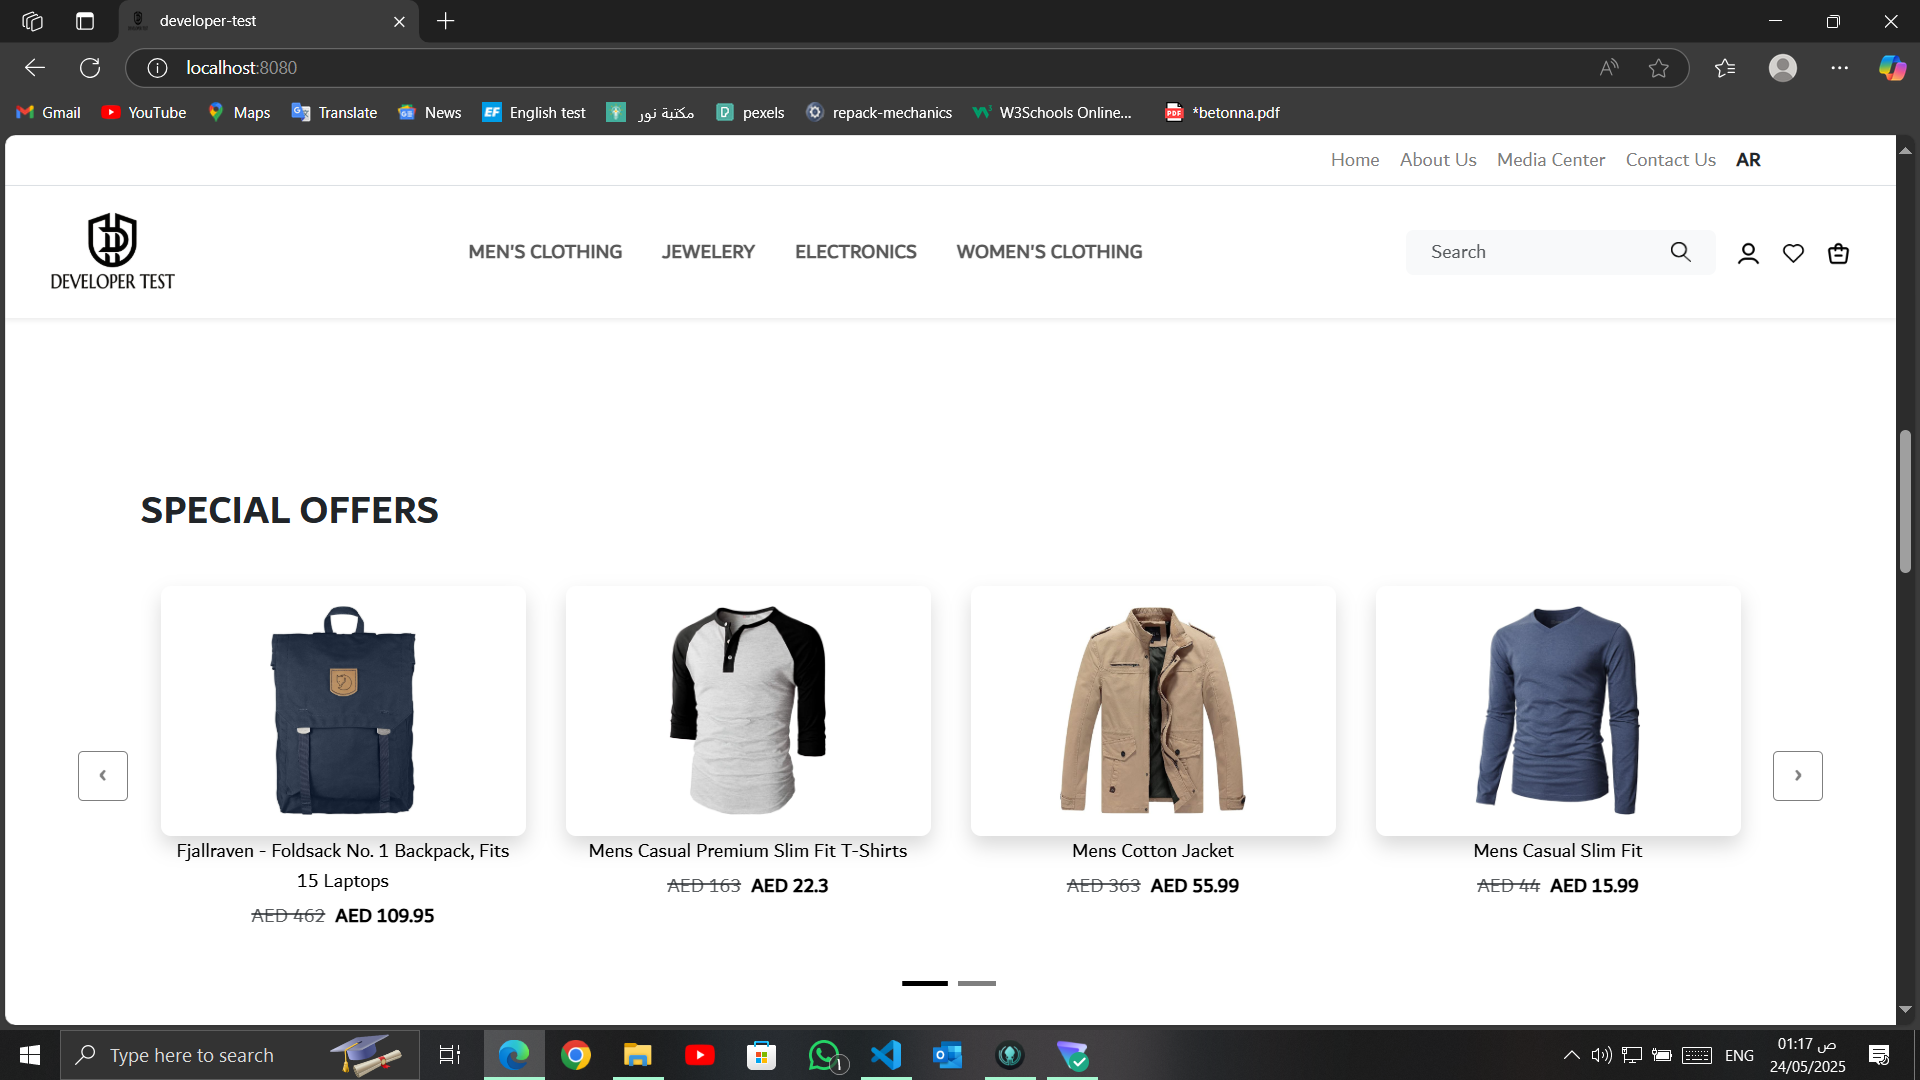 developer-test
localhost:8080
Gmail
YouTube
Maps
Translate
News
EF English test
مكتبة نور
pexels
repack-mechanics
W3Schools Online...
PDF *betonna.pdf
Home About Us Media Center Contact Us AR
DEVELOPER TEST
MEN'S CLOTHING JEWELERY ELECTRONICS WOMEN'S CLOTHING
Search
SPECIAL OFFERS
‹
›
Fjallraven - Foldsack No. 1 Backpack, Fits
15 Laptops
AED 462 AED 109.95
Mens Casual Premium Slim Fit T-Shirts
AED 163 AED 22.3
Mens Cotton Jacket
AED 363 AED 55.99
Mens Casual Slim Fit
AED 44 AED 15.99
Type here to search
ENG
01:17 ص
24/05/2025